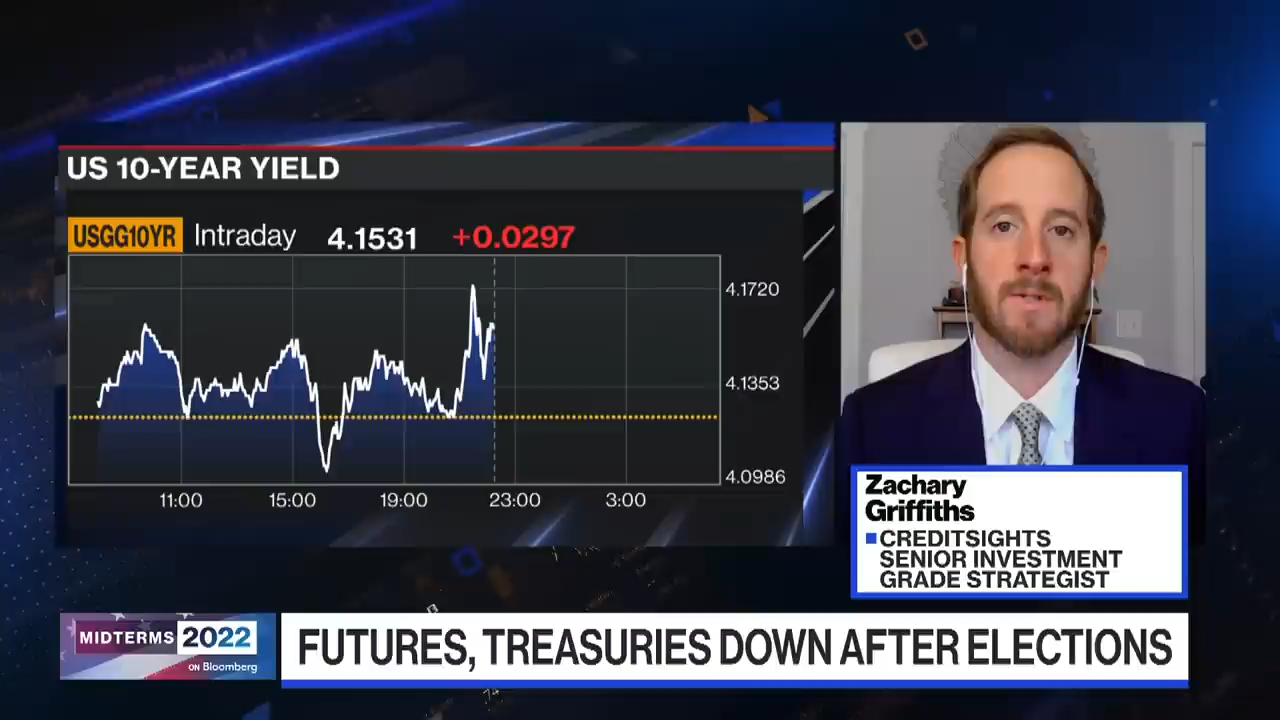 US 10-YEAR YIELD
USGG10YR Intraday 4.1531 +0.0297
4.1720
4.1353
4.0986
11:00 15:00 19:00 23:00 3:00
Zachary
Griffiths
CREDITSIGHTS
SENIOR INVESTMENT
GRADE STRATEGIST
MIDTERMS 2022
ON Bloomberg
FUTURES, TREASURIES DOWN AFTER ELECTIONS